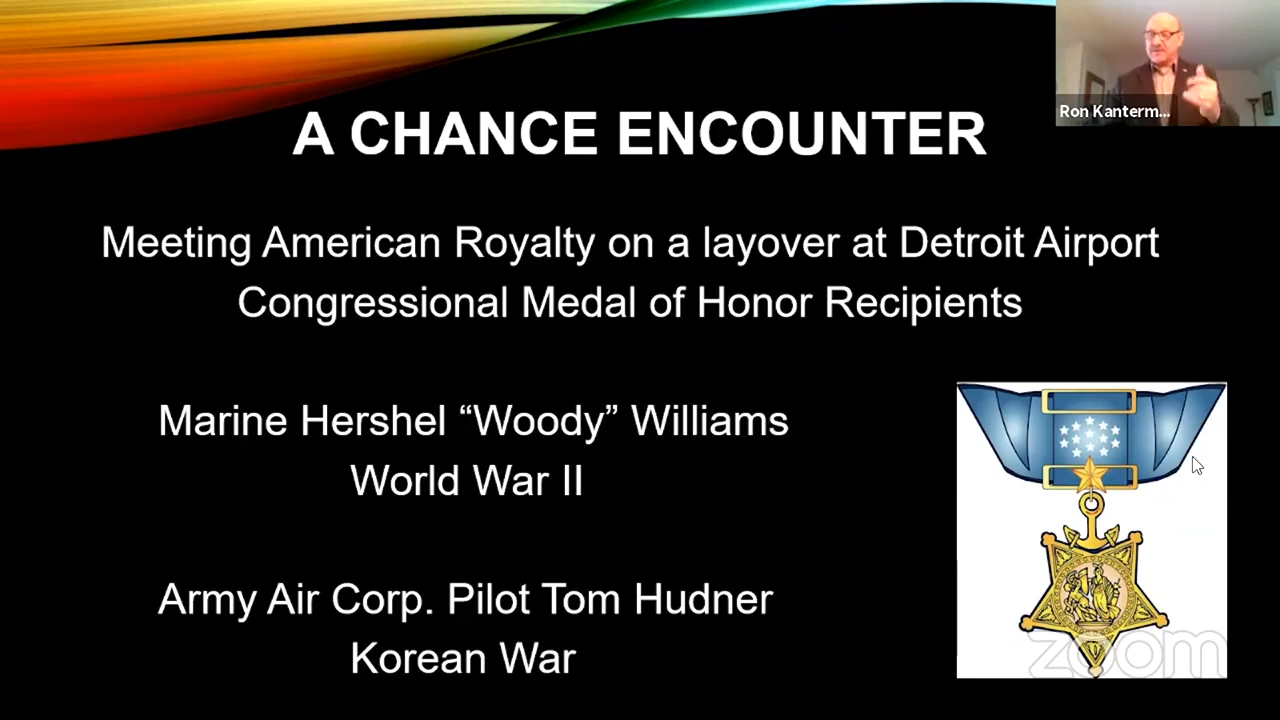 Ron Kanterm...
A CHANCE ENCOUNTER
Meeting American Royalty on a layover at Detroit Airport
Congressional Medal of Honor Recipients
Marine Hershel “Woody” Williams
World War II
Army Air Corp. Pilot Tom Hudner
Korean War
zoom